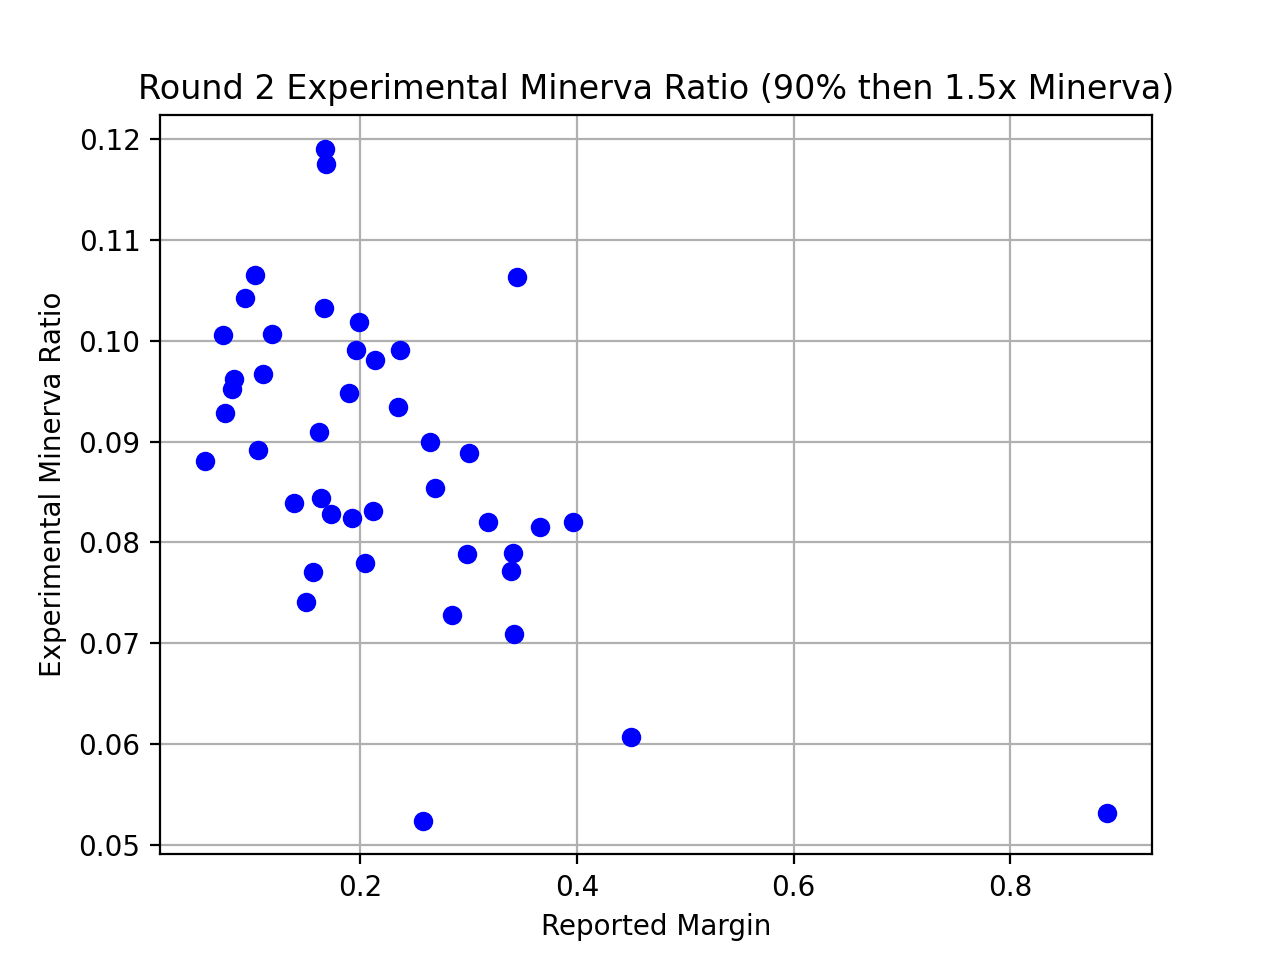 Round 2 Experimental Minerva Ratio (90% then 1.5x Minerva)
0.12
0.11
0.10
0.09
0.08
0.07
0.06
0.05
Experimental Minerva Ratio
0.2 0.4 0.6 0.8
Reported Margin